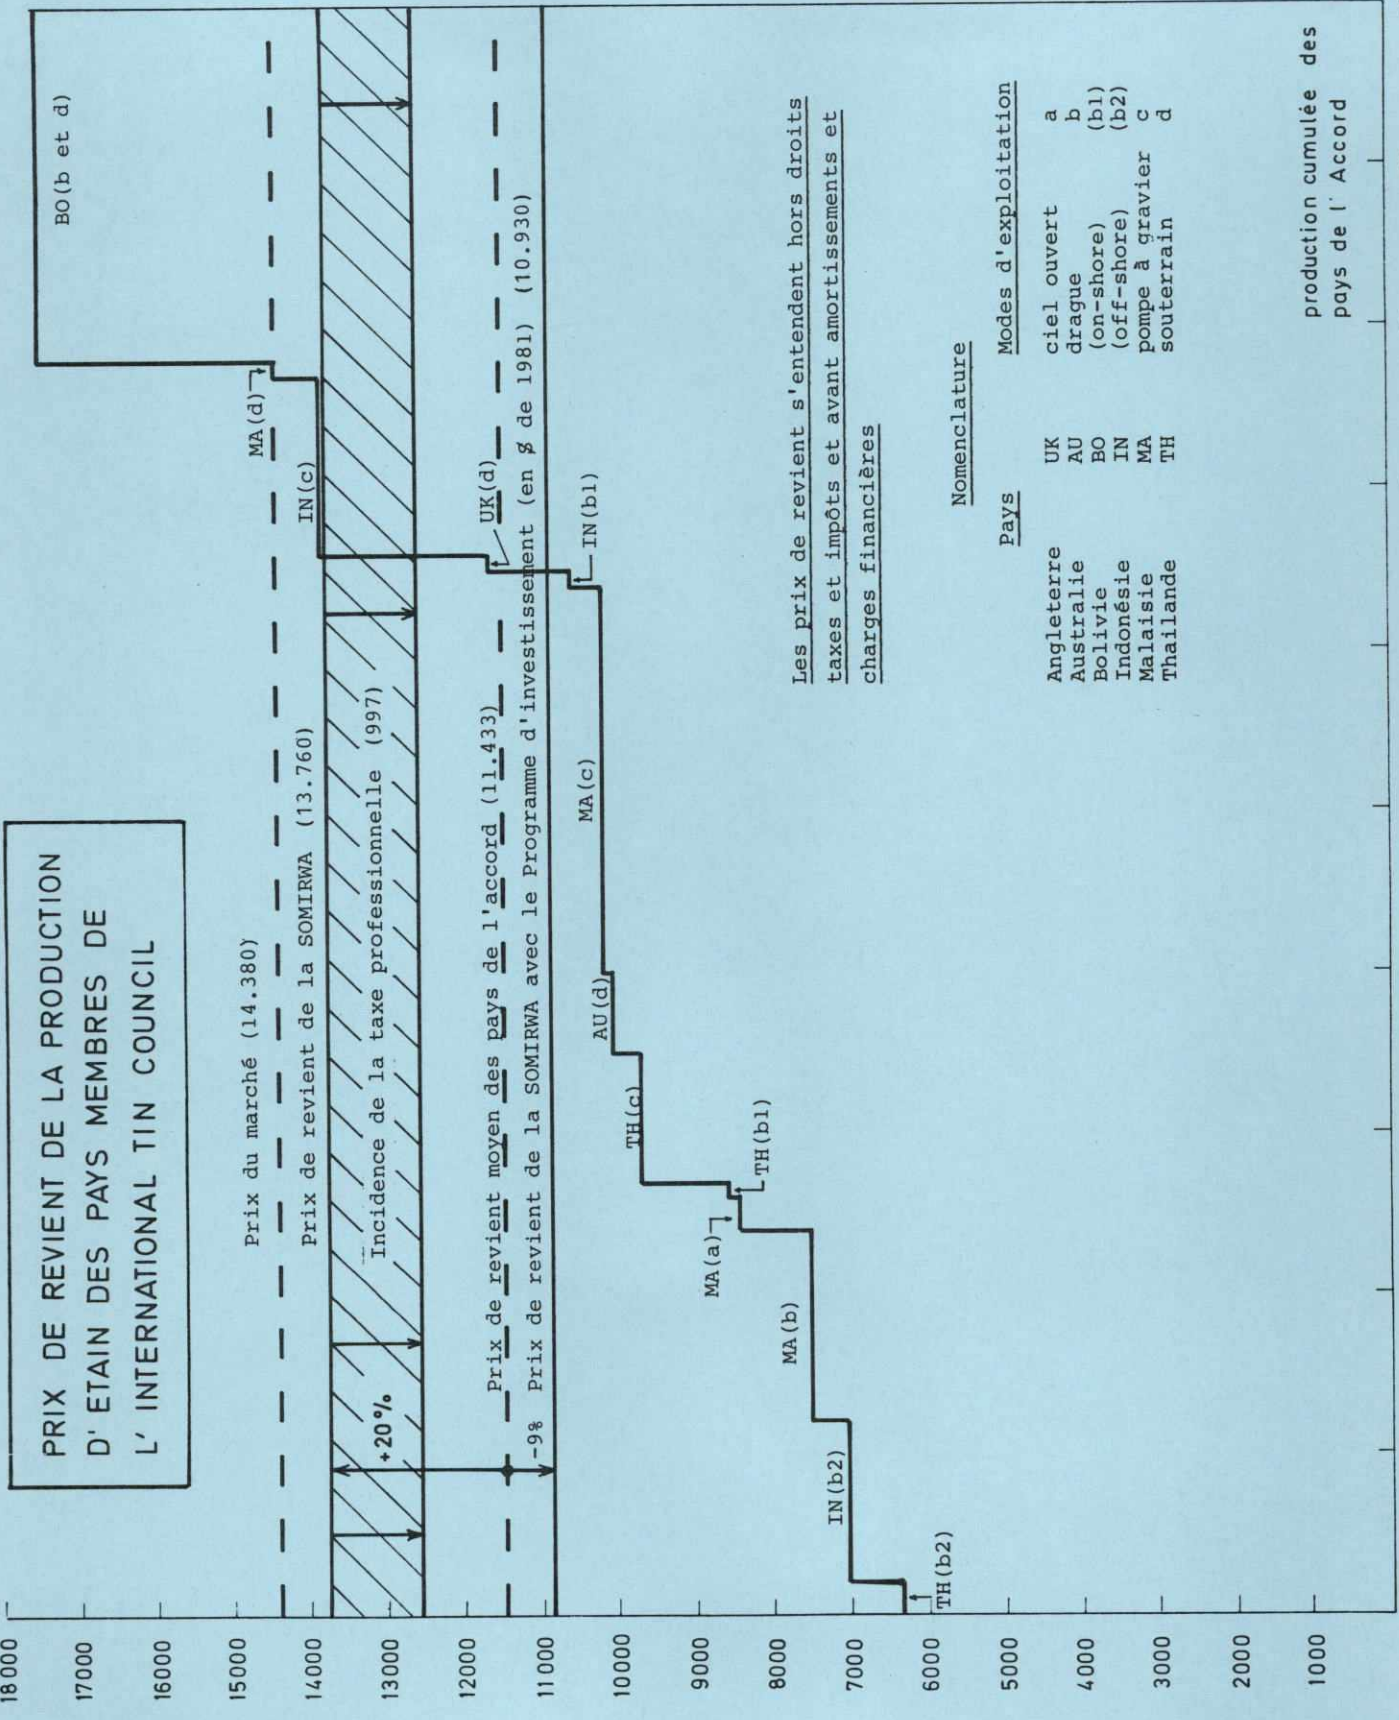 PRIX DE REVIENT DE LA PRODUCTION
D' ETAIN DES PAYS MEMBRES DE
L' INTERNATIONAL TIN COUNCIL
18000
17000
16000
15000
14000
13000
12000
11000
10000
9000
8000
7000
6000
5000
4000
3000
2000
1000
BO(b et d)
Prix du marché (14.380)
MA(d)
Prix de revient de la SOMIRWA (13.760)
IN(c)
Incidence de la taxe professionnelle (997)
+20%
Prix de revient moyen des pays de l'accord (11.433)
UK(d)
-9% Prix de revient de la SOMIRWA avec le Programme d'investissement (en $ de 1981) (10.930)
IN(b1)
MA(c)
AU(d)
TH(c)
TH(b1)
MA(a)
MA(b)
IN(b2)
TH(b2)
Les prix de revient s'entendent hors droits
taxes et impôts et avant amortissements et
charges financières
Nomenclature
Pays Modes d'exploitation
Angleterre UK ciel ouvert a
Australie AU drague b
Bolivie BO (on-shore) (b1)
Indonésie IN (off-shore) (b2)
Malaisie MA pompe à gravier c
Thailande TH souterrain d
production cumulée des
pays de l' Accord